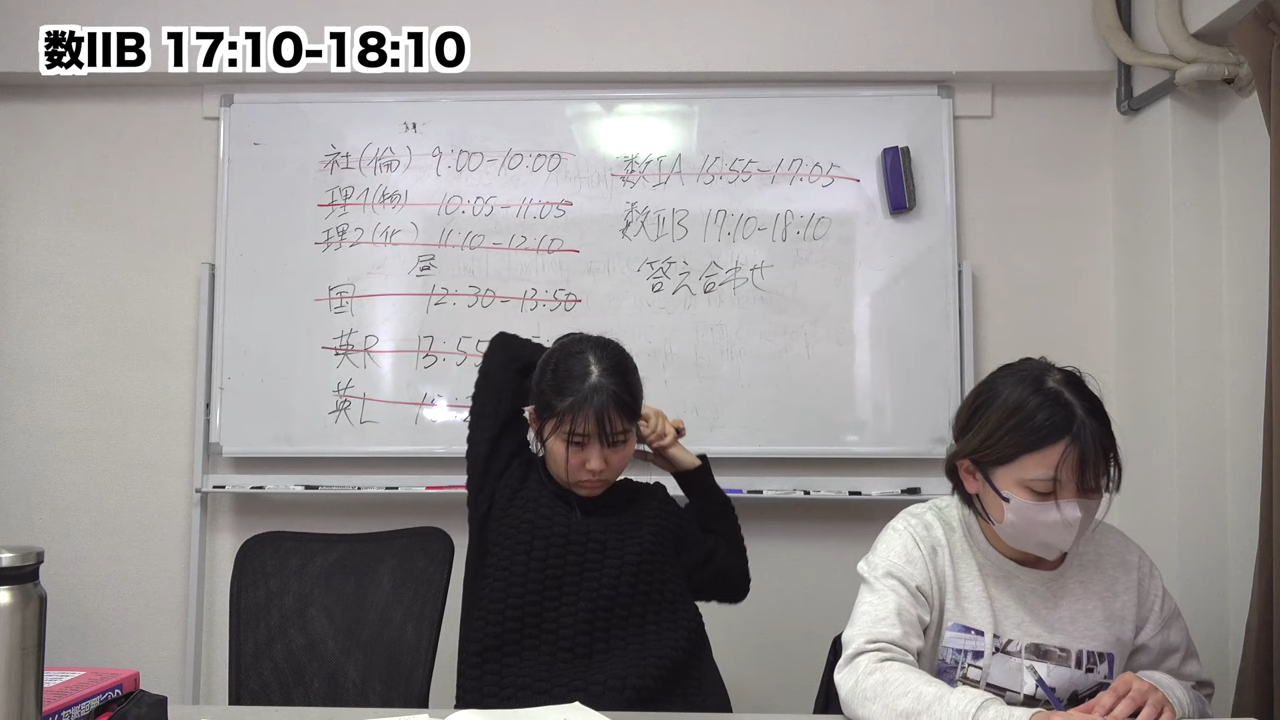 数IIB 17:10-18:10
社(倫) 9:00-10:00
理1(物) 10:05-11:05
理2(化) 11:10-12:10
昼
国 12:30-13:50
英R 13:55
英L
数ⅠA 15:55-17:05
数ⅡB 17:10-18:10
答え合わせ